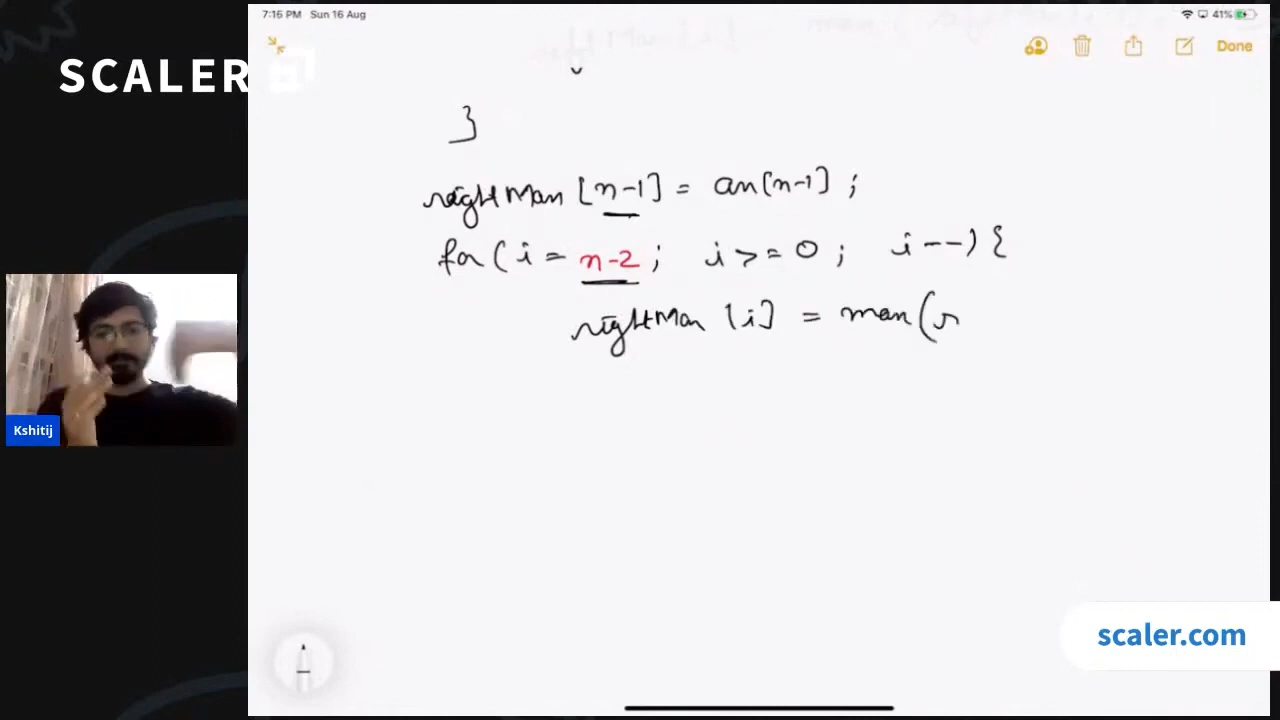 7:16 PM Sun 16 Aug
41%
SCALER
Done
}
rightMax [n-1] = arr[n-1] ;
for( i = n-2 ; i >= 0 ; i--) {
rightMax [i] = max(r
Kshitij
scaler.com